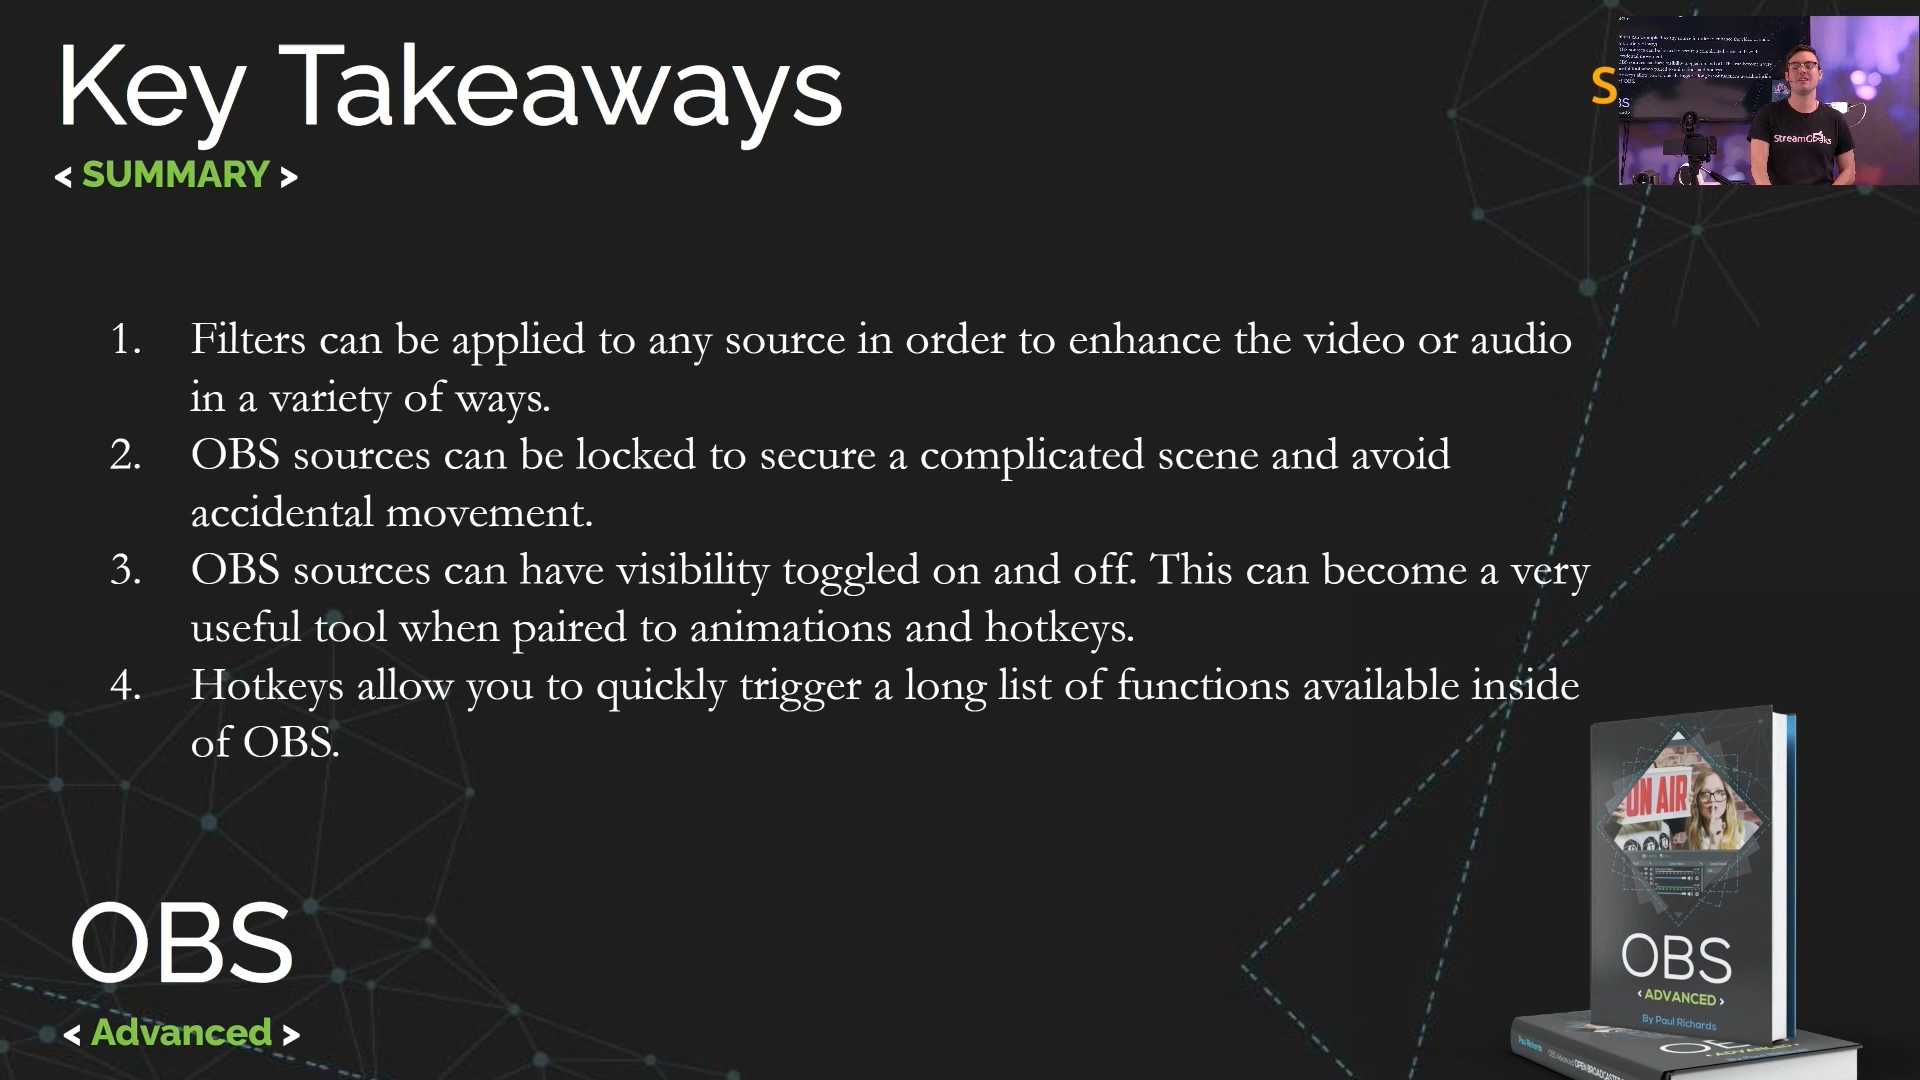 Key Takeaways
< SUMMARY >
S
StreamGeeks
1. Filters can be applied to any source in order to enhance the video or audio
in a variety of ways.
2. OBS sources can be locked to secure a complicated scene and avoid
accidental movement.
3. OBS sources can have visibility toggled on and off. This can become a very
useful tool when paired to animations and hotkeys.
4. Hotkeys allow you to quickly trigger a long list of functions available inside
of OBS.
ON AIR
OBS
< ADVANCED >
By Paul Richards
Paul Richards
OBS
< Advanced >